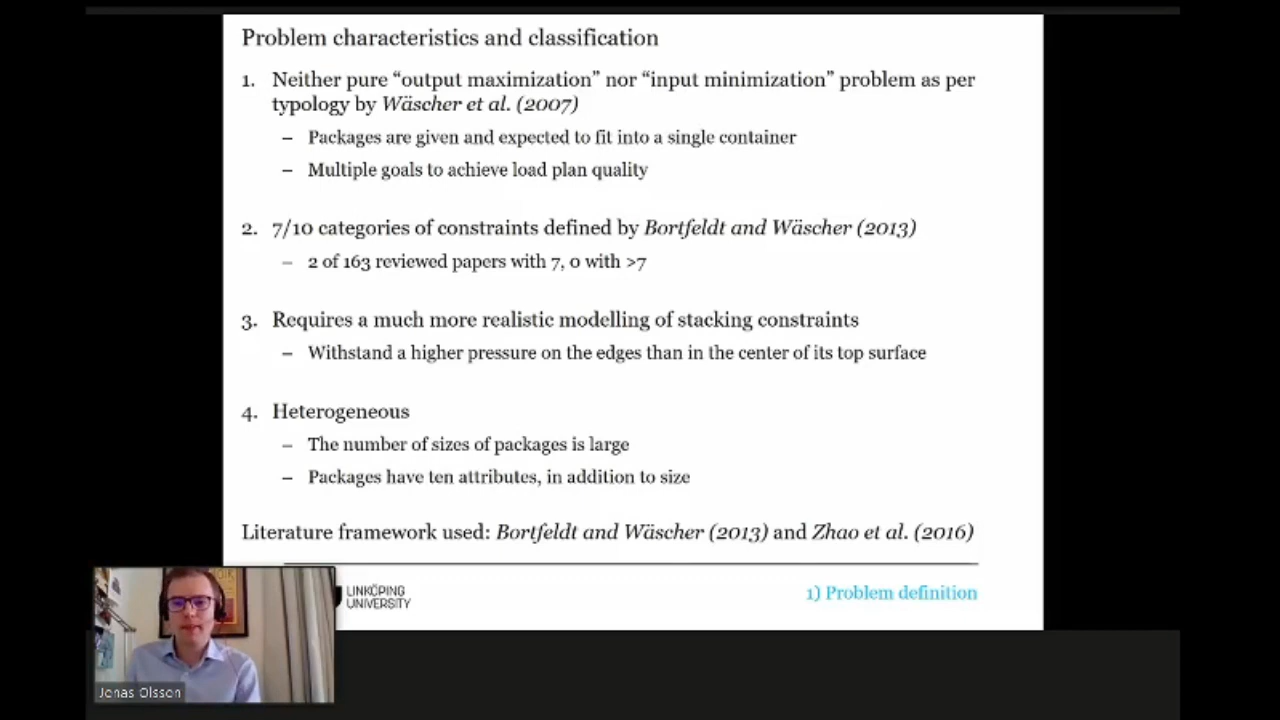 Problem characteristics and classification
1. Neither pure “output maximization” nor “input minimization” problem as per
typology by Wäscher et al. (2007)
– Packages are given and expected to fit into a single container
– Multiple goals to achieve load plan quality
2. 7/10 categories of constraints defined by Bortfeldt and Wäscher (2013)
– 2 of 163 reviewed papers with 7, 0 with >7
3. Requires a much more realistic modelling of stacking constraints
– Withstand a higher pressure on the edges than in the center of its top surface
4. Heterogeneous
– The number of sizes of packages is large
– Packages have ten attributes, in addition to size
Literature framework used: Bortfeldt and Wäscher (2013) and Zhao et al. (2016)
LINKÖPING
UNIVERSITY
1) Problem definition
Jonas Olsson